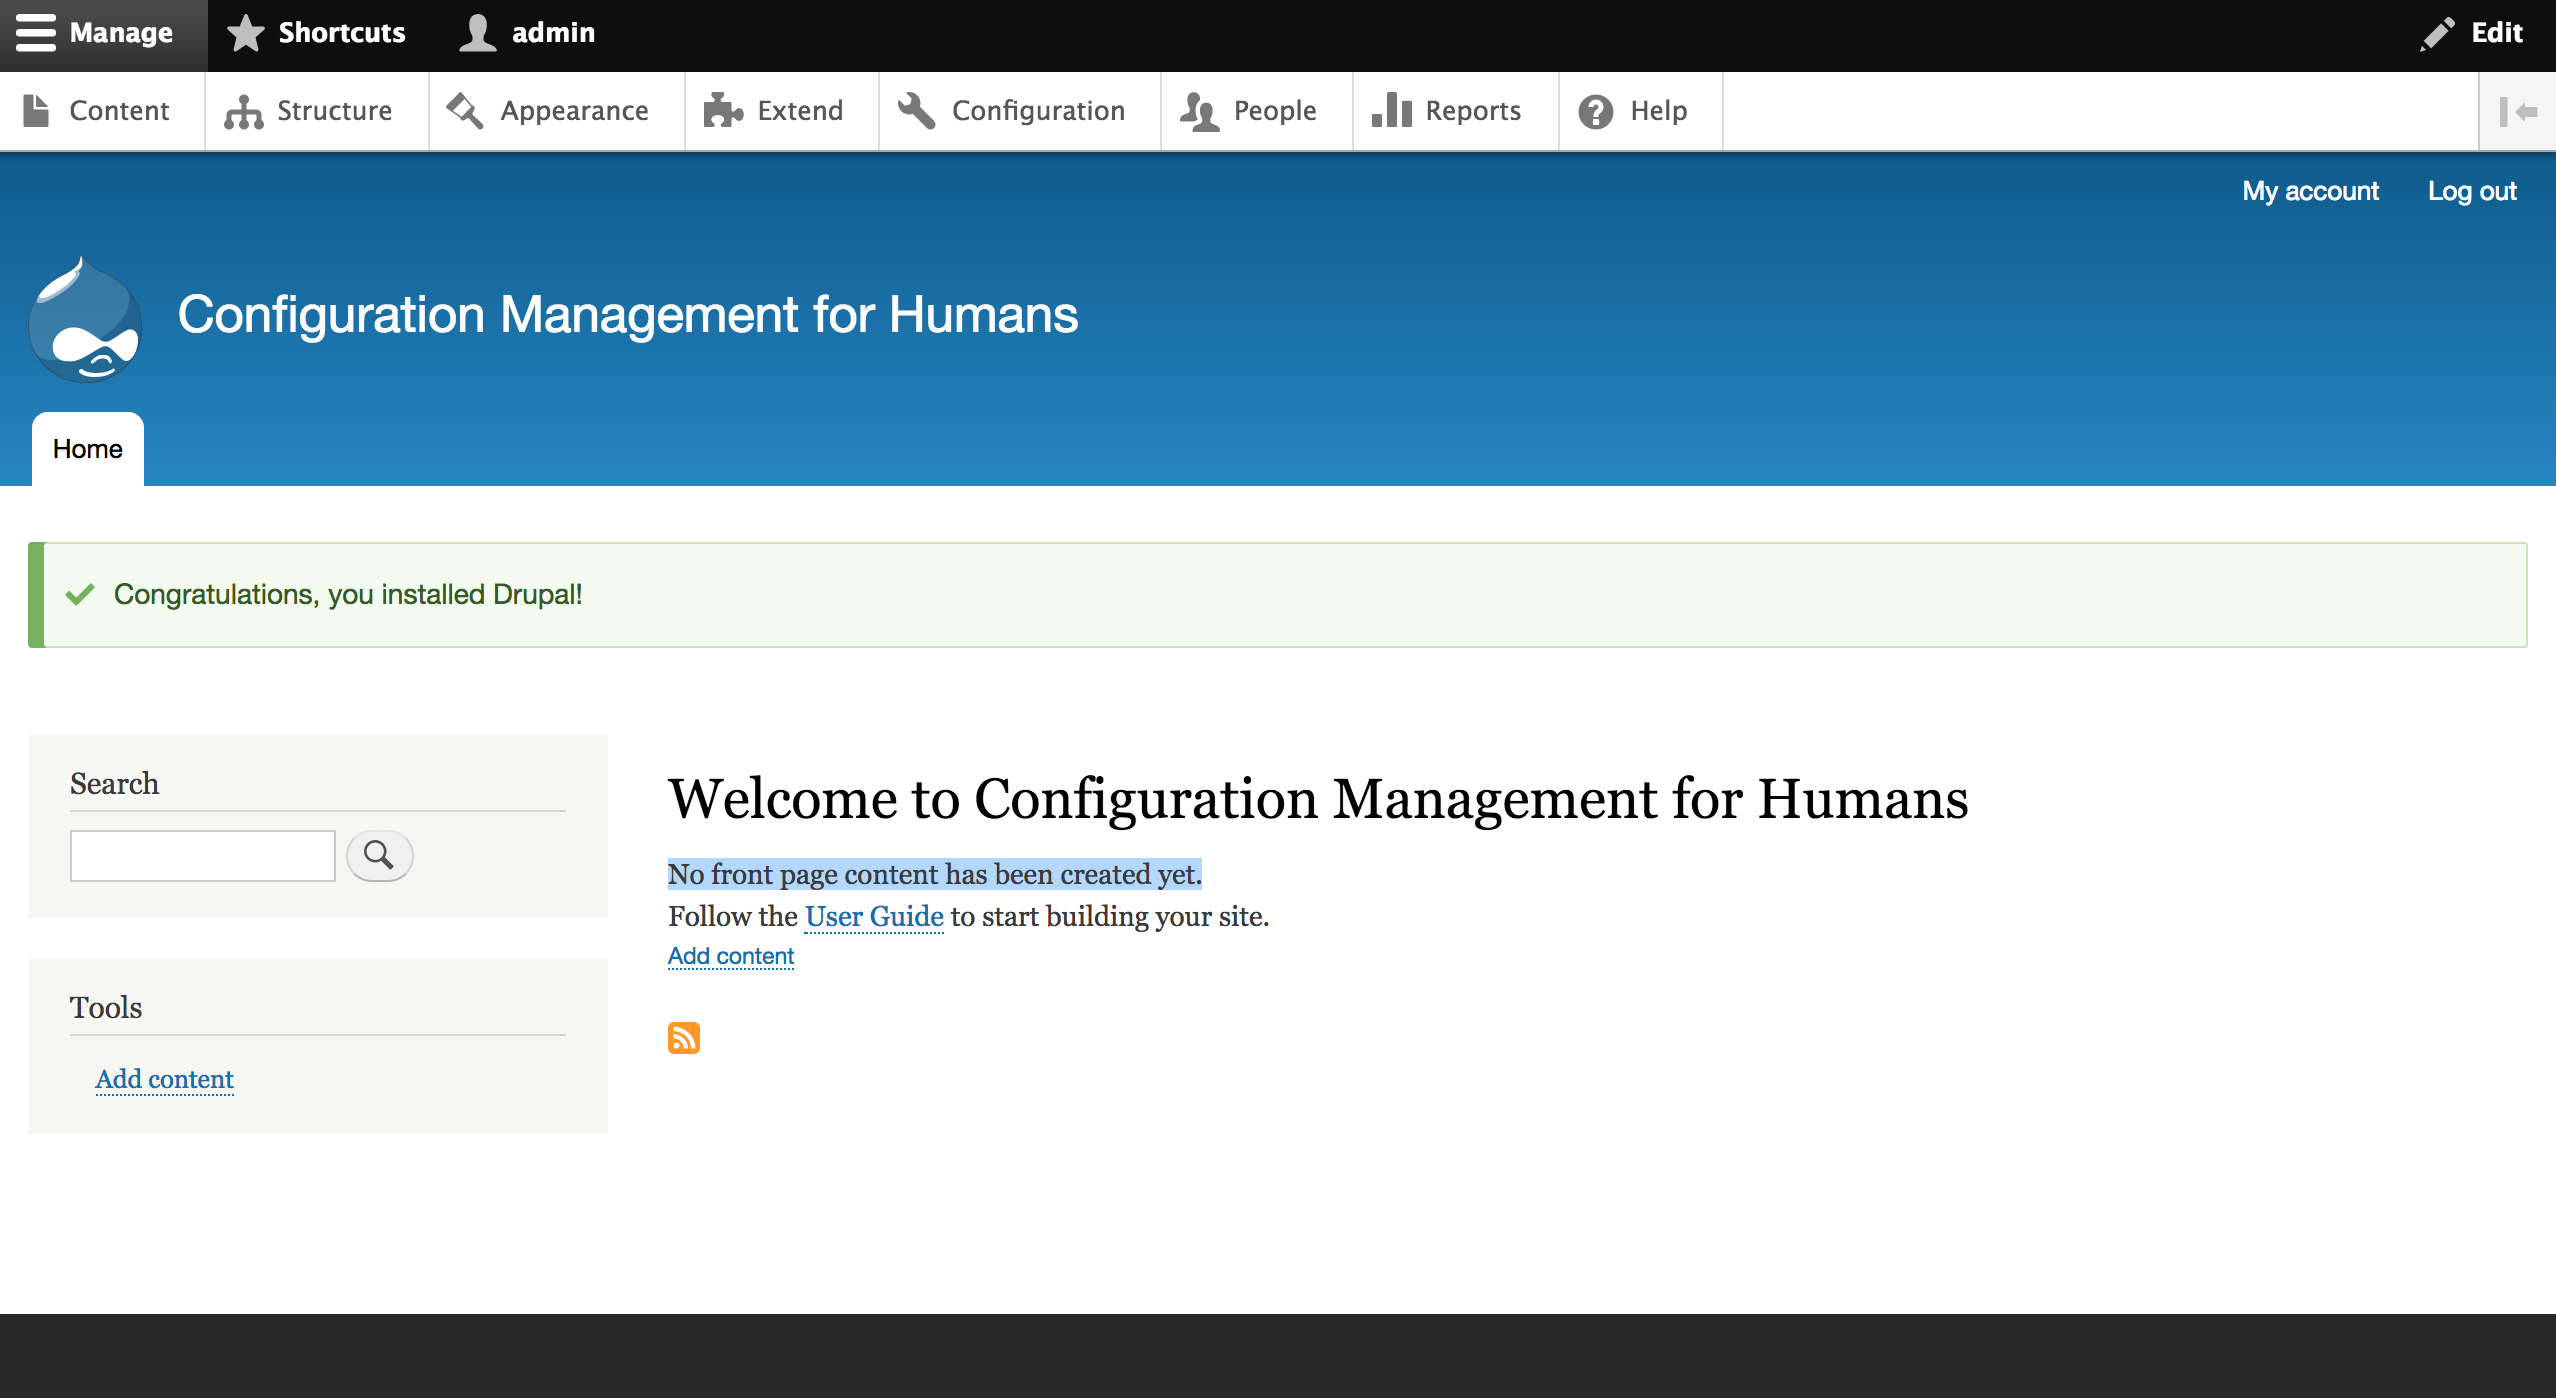 Manage Shortcuts admin Edit
Content Structure Appearance Extend Configuration People Reports Help
My account Log out
Configuration Management for Humans
Home
Congratulations, you installed Drupal!
Search
Welcome to Configuration Management for Humans
No front page content has been created yet.
Follow the User Guide to start building your site.
Add content
Tools
Add content